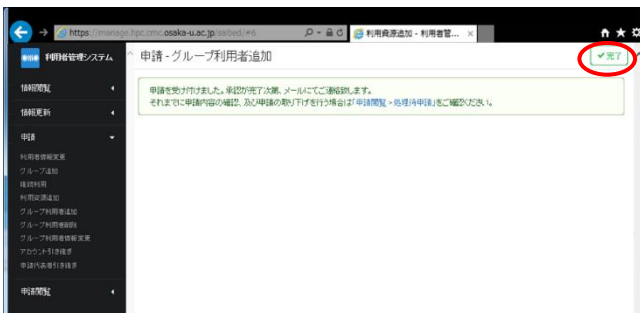 https://manage.hpc.cmc.osaka-u.ac.jp/saibed/#6
利用資源追加 - 利用者管...
利用者管理システム
申請 - グループ利用者追加
✓完了
情報閲覧
申請を受け付けました。承認が完了次第、メールにてご連絡致します。
それまでに申請内容の確認、及び申請の取り下げを行う場合は「申請閲覧 > 処理待申請」をご確認ください。
情報更新
申請
利用者情報変更
グループ追加
継続利用
利用資源追加
グループ利用者追加
グループ利用者削除
グループ利用者情報変更
アカウント引き継ぎ
申請代表者引き継ぎ
申請閲覧